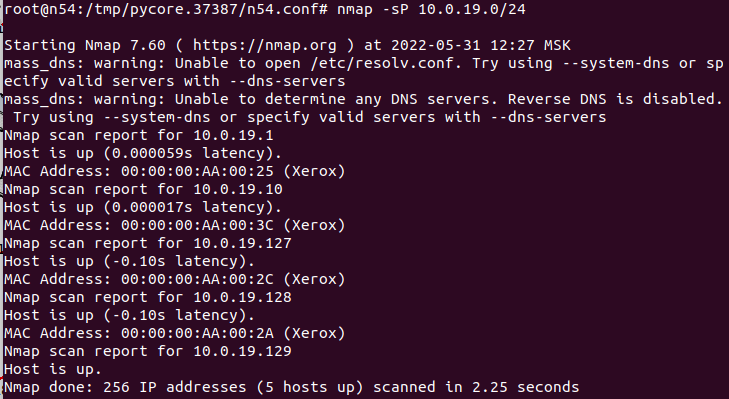 root@n54:/tmp/pycore.37387/n54.conf# nmap -sP 10.0.19.0/24
Starting Nmap 7.60 ( https://nmap.org ) at 2022-05-31 12:27 MSK
mass_dns: warning: Unable to open /etc/resolv.conf. Try using --system-dns or sp
ecify valid servers with --dns-servers
mass_dns: warning: Unable to determine any DNS servers. Reverse DNS is disabled.
 Try using --system-dns or specify valid servers with --dns-servers
Nmap scan report for 10.0.19.1
Host is up (0.000059s latency).
MAC Address: 00:00:00:AA:00:25 (Xerox)
Nmap scan report for 10.0.19.10
Host is up (0.000017s latency).
MAC Address: 00:00:00:AA:00:3C (Xerox)
Nmap scan report for 10.0.19.127
Host is up (-0.10s latency).
MAC Address: 00:00:00:AA:00:2C (Xerox)
Nmap scan report for 10.0.19.128
Host is up (-0.10s latency).
MAC Address: 00:00:00:AA:00:2A (Xerox)
Nmap scan report for 10.0.19.129
Host is up.
Nmap done: 256 IP addresses (5 hosts up) scanned in 2.25 seconds